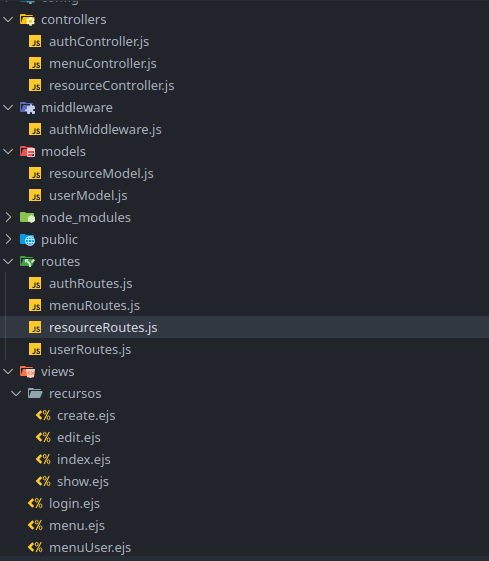 config
controllers
JS authController.js
JS menuController.js
JS resourceController.js
middleware
JS authMiddleware.js
models
JS resourceModel.js
JS userModel.js
node_modules
public
routes
JS authRoutes.js
JS menuRoutes.js
JS resourceRoutes.js
JS userRoutes.js
views
recursos
<% create.ejs
<% edit.ejs
<% index.ejs
<% show.ejs
<% login.ejs
<% menu.ejs
<% menuUser.ejs